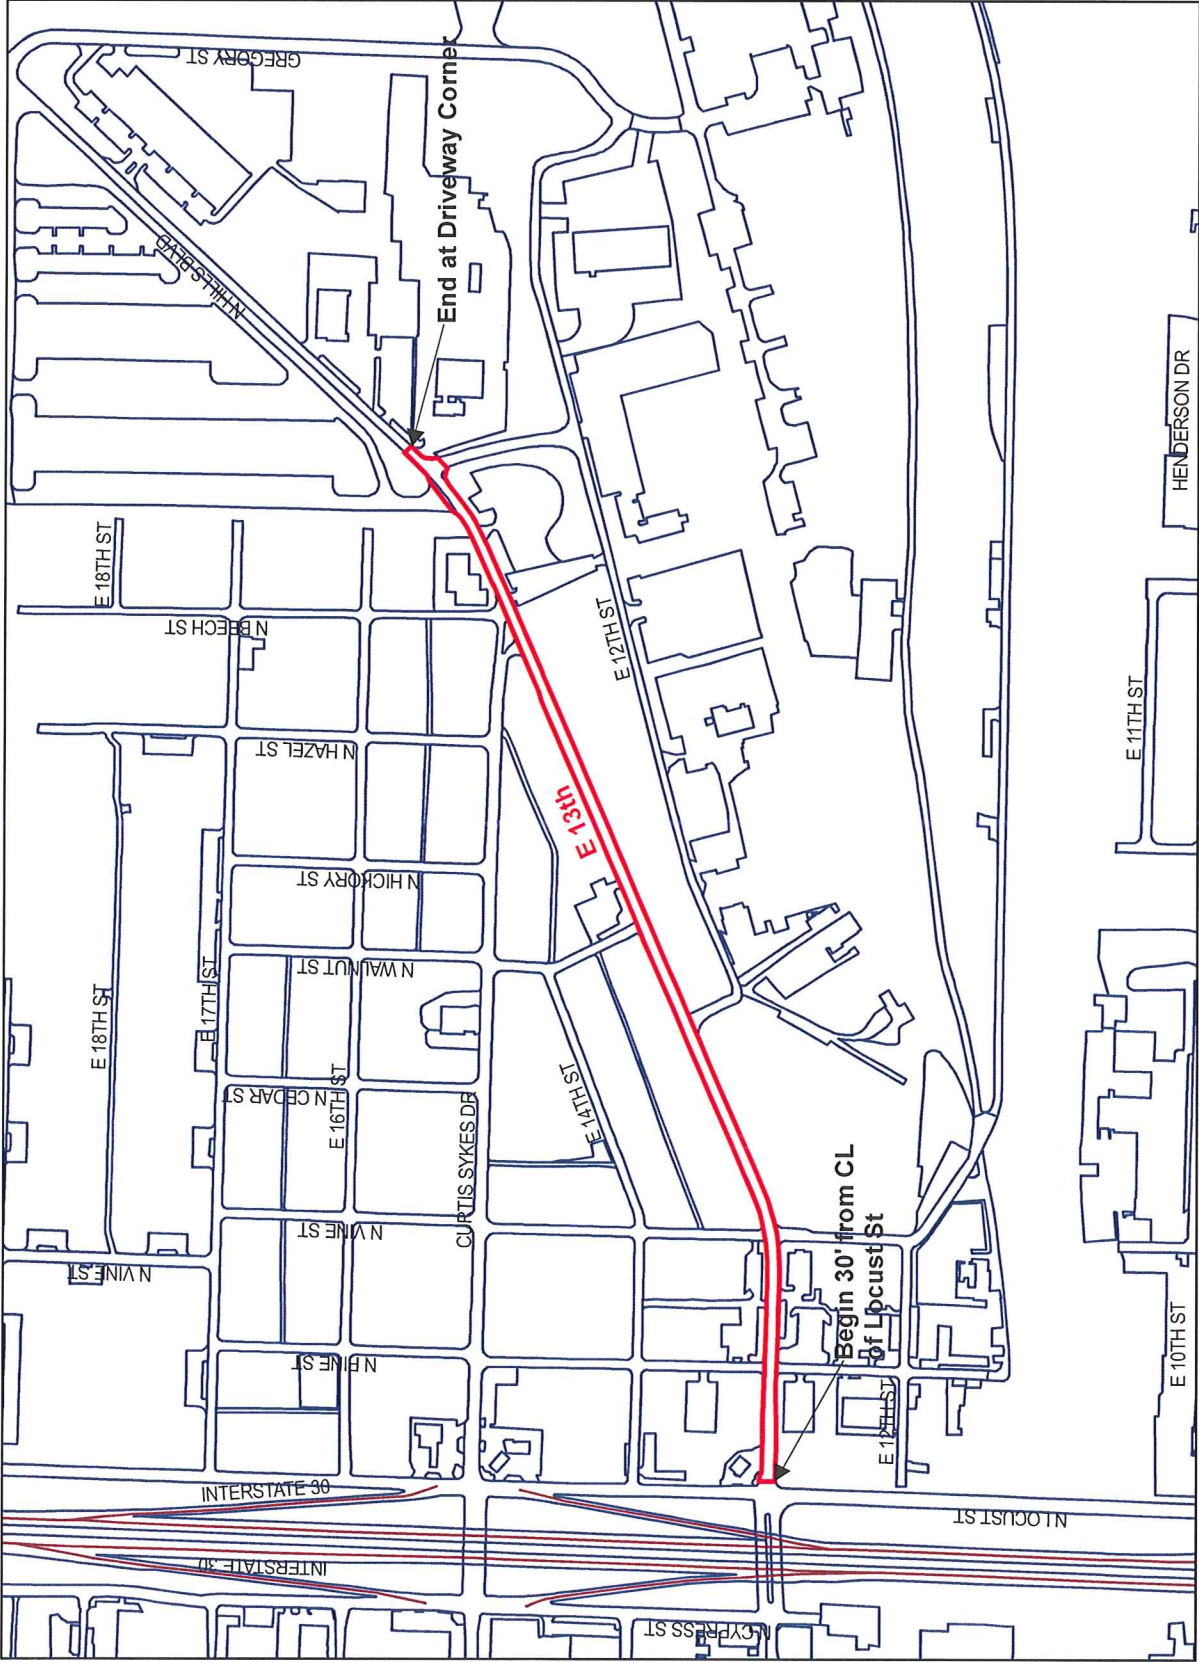 GREGORY ST
End at Driveway Corner
N HILLS BLVD
HENDERSON DR
E 18TH ST
N BEECH ST
E 12TH ST
E 11TH ST
N HAZEL ST
E 13th
N HICKORY ST
N WALNUT ST
E 17TH ST
E 18TH ST
N CEDAR ST
E 16TH ST
E 14TH ST
CURTIS SYKES DR
N VINE ST
N VINE ST
Begin 30' from CL
of Locust St
N PINE ST
E 10TH ST
E 12TH ST
INTERSTATE 30
N LOCUST ST
INTERSTATE 30
N CYPRESS ST